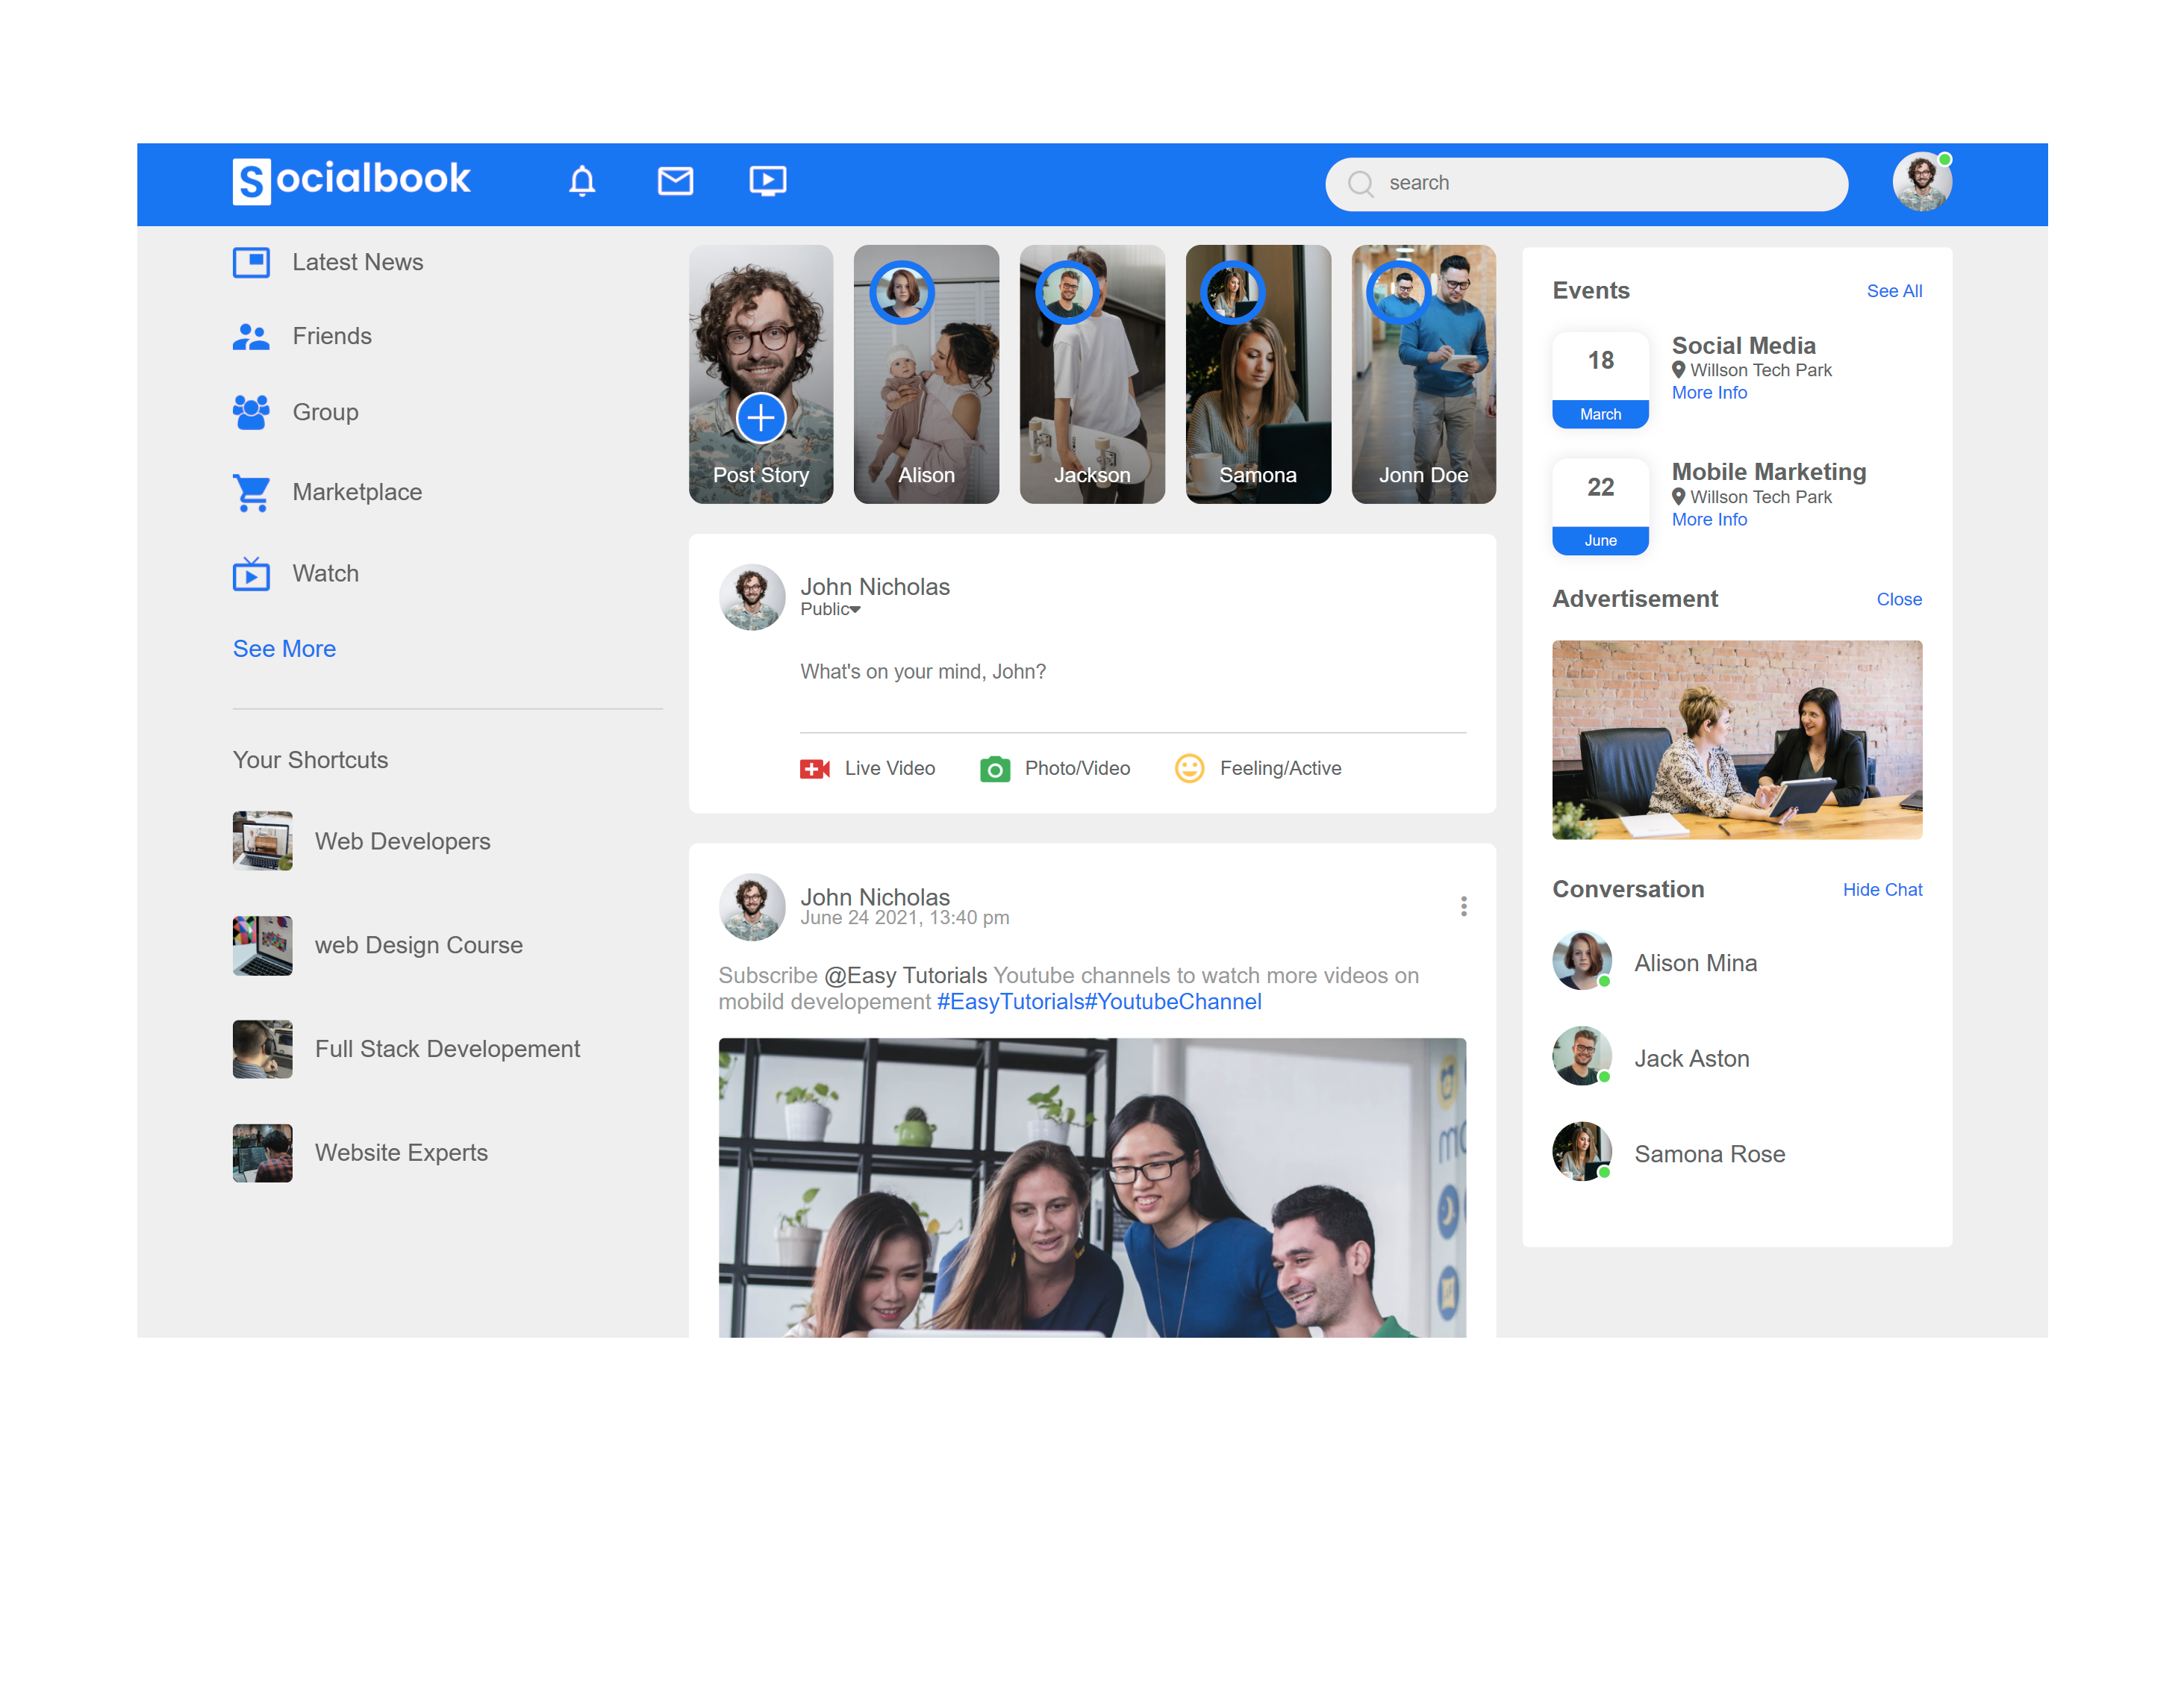 Socialbook
search
Latest News
Friends
Group
Marketplace
Watch
See More
Your Shortcuts
Web Developers
web Design Course
Full Stack Developement
Website Experts
Post Story
Alison
Jackson
Samona
Jonn Doe
John Nicholas
Public
What's on your mind, John?
Live Video
Photo/Video
Feeling/Active
John Nicholas
June 24 2021, 13:40 pm
Subscribe @Easy Tutorials Youtube channels to watch more videos on
mobild developement #EasyTutorials#YoutubeChannel
Events
See All
18
March
Social Media
Willson Tech Park
More Info
22
June
Mobile Marketing
Willson Tech Park
More Info
Advertisement
Close
Conversation
Hide Chat
Alison Mina
Jack Aston
Samona Rose